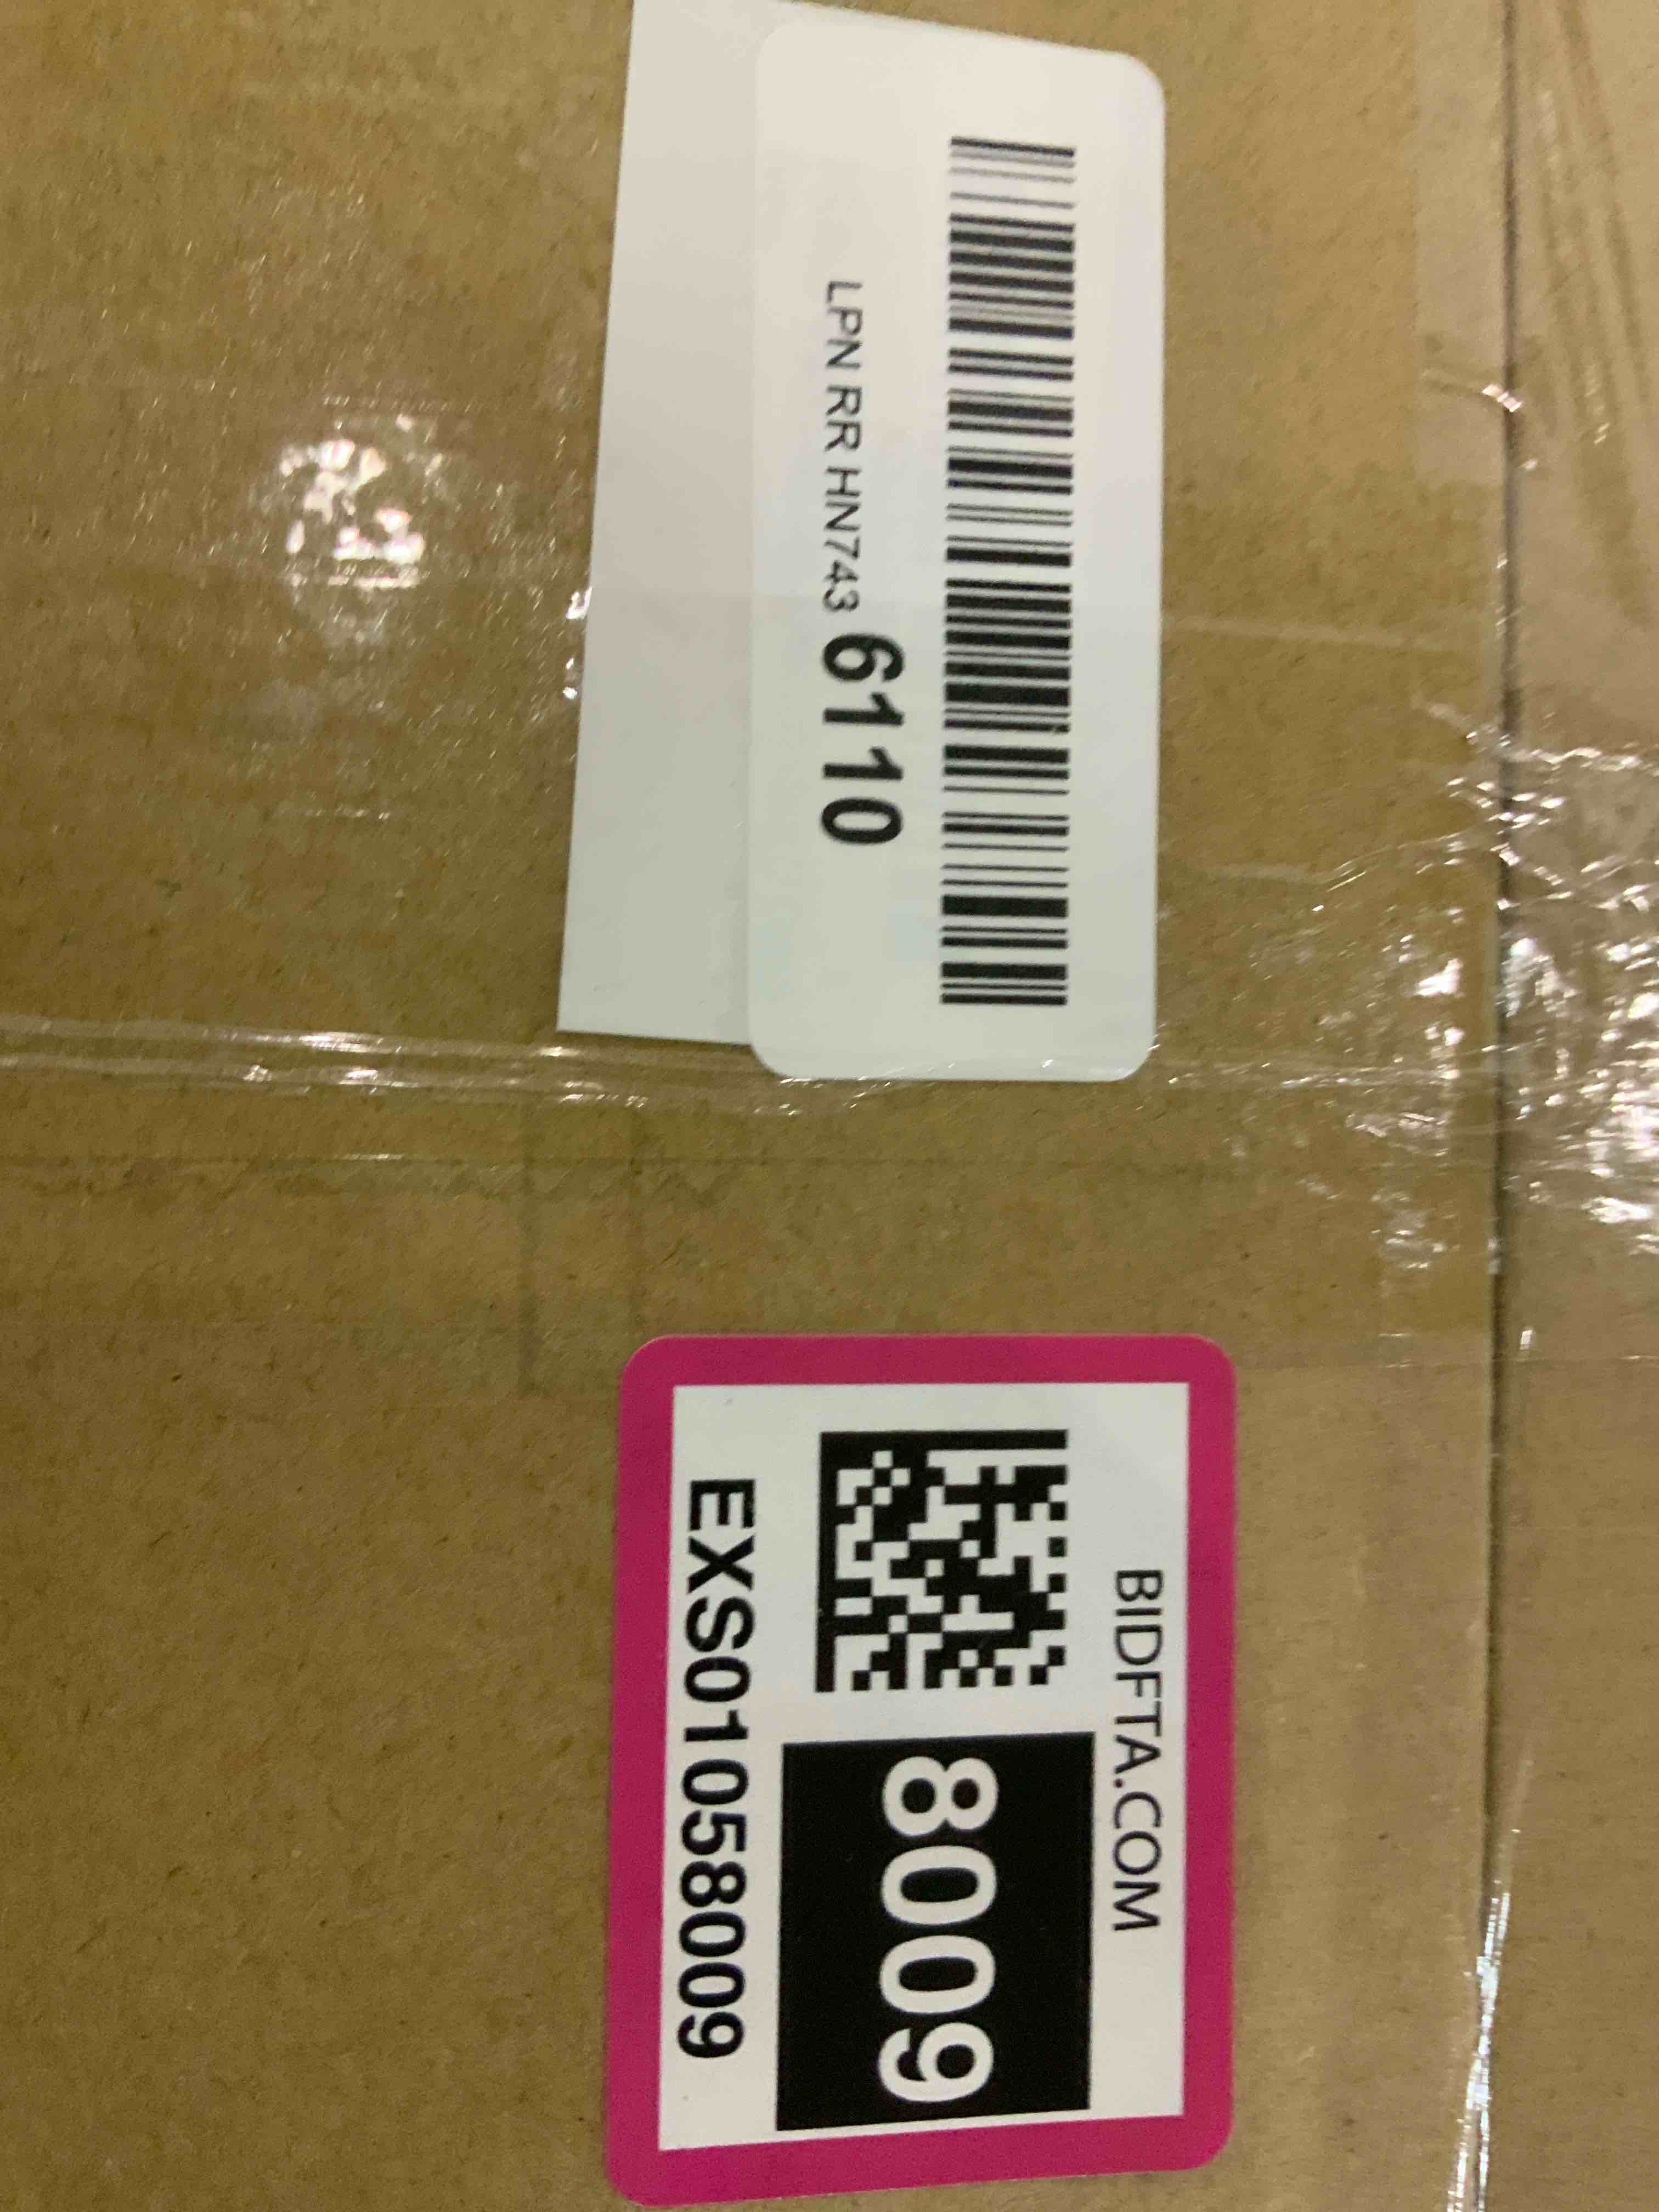 LPN RR HN743 6110
BIDFTA.COM
8009
EXS01058009